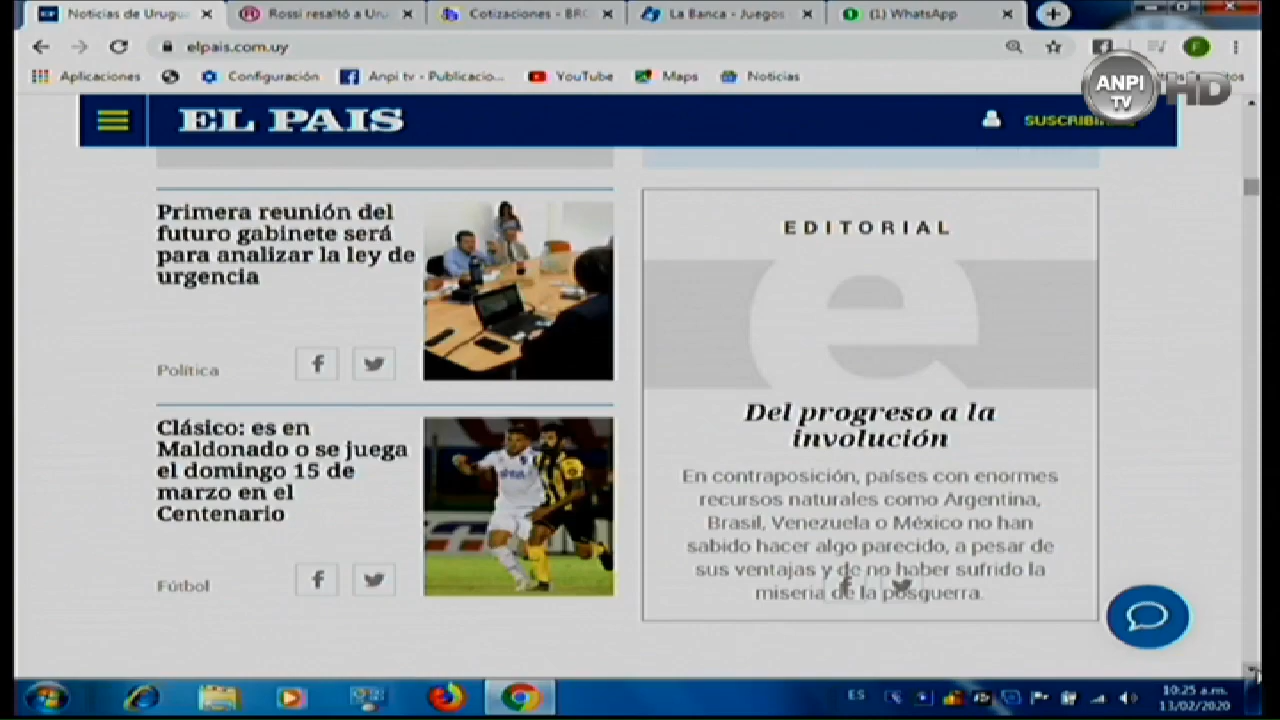 Noticias de Urugua
Rossi resaltó a Uru
Cotizaciones - BRO
La Banca - Juegos
(1) WhatsApp
elpais.com.uy
Aplicaciones
Configuración
Anpi tv - Publicacio...
YouTube
Maps
Noticias
ANPI
TV
HD
EL PAIS
Primera reunión del
futuro gabinete será
para analizar la ley de
urgencia
Política
Clásico: es en
Maldonado o se juega
el domingo 15 de
marzo en el
Centenario
Fútbol
EDITORIAL
e
Del progreso a la
involución
En contraposición, países con enormes
recursos naturales como Argentina,
Brasil, Venezuela o México no han
sabido hacer algo parecido, a pesar de
sus ventajas y de no haber sufrido la
miseria de la posguerra.
ES
10:25 a.m.
13/02/2020